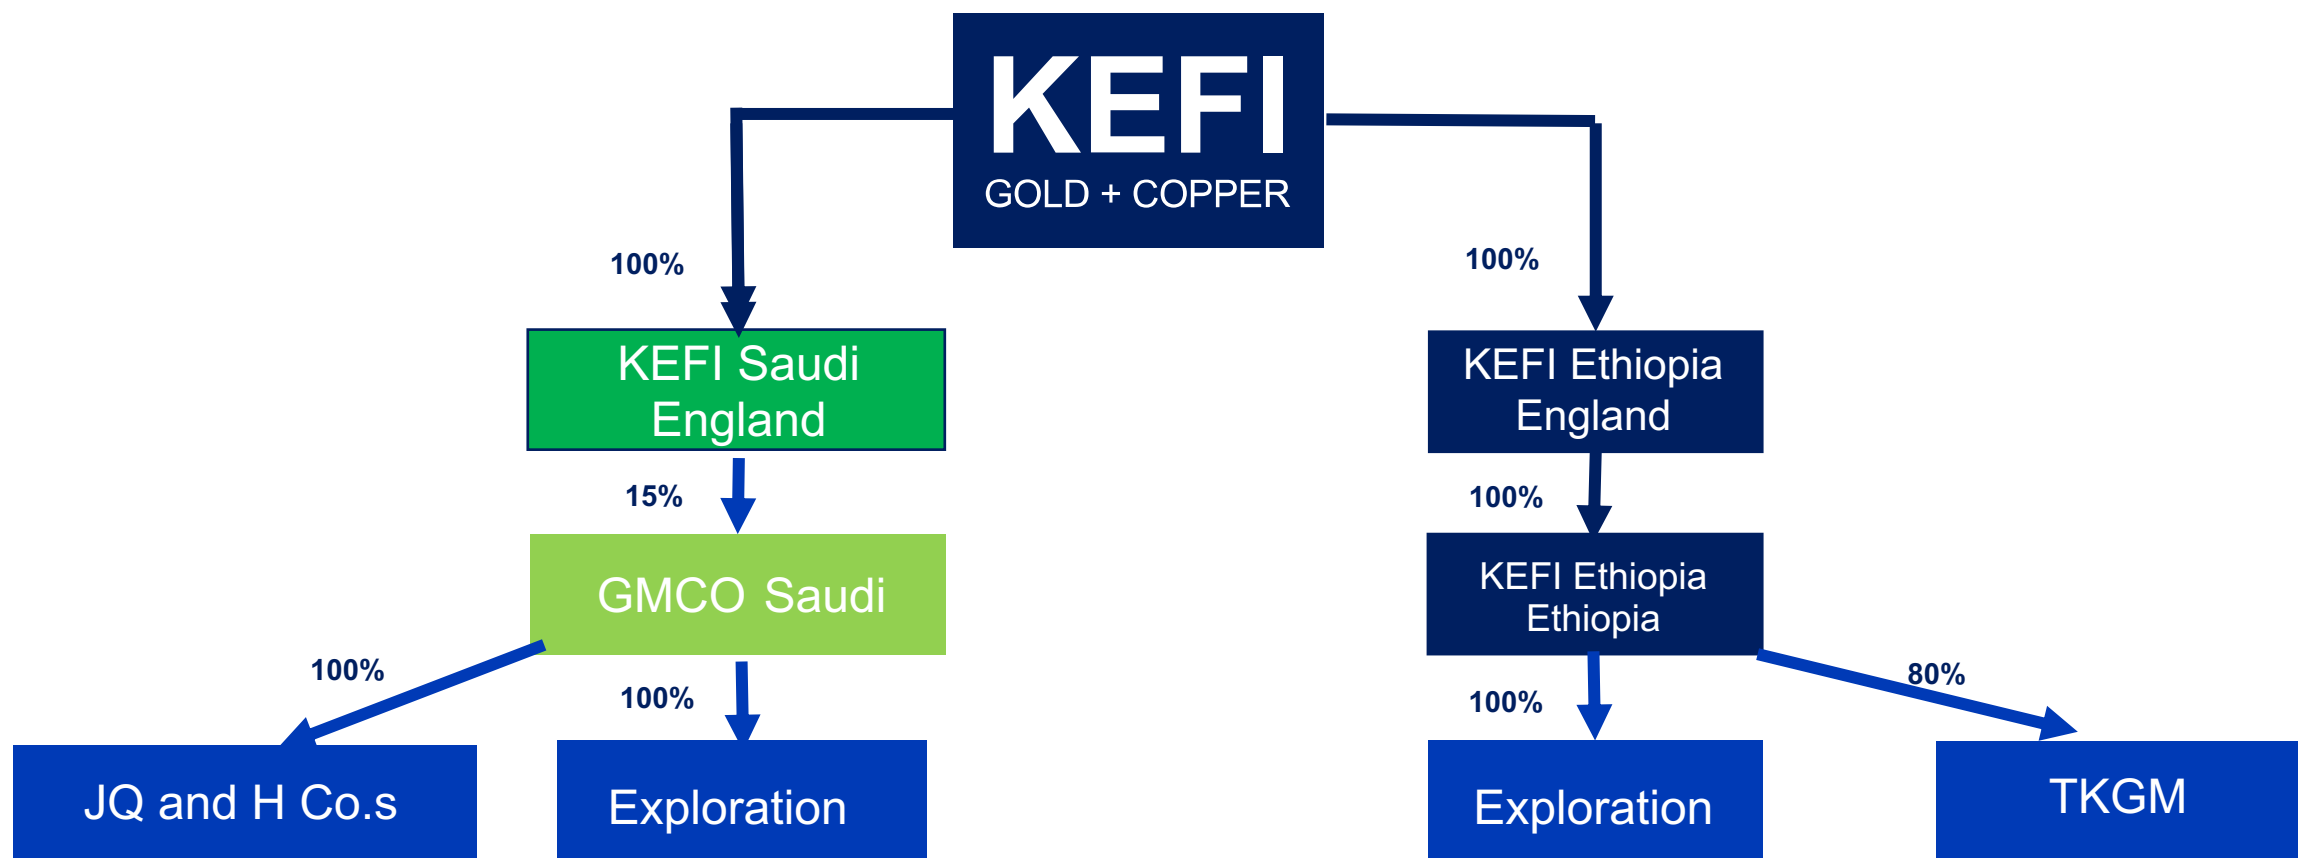 KEFI
GOLD + COPPER
100%
100%
KEFI Saudi
England
KEFI Ethiopia
England
15%
100%
GMCO Saudi
KEFI Ethiopia
Ethiopia
100%
100%
100%
80%
JQ and H Co.s
Exploration
Exploration
TKGM